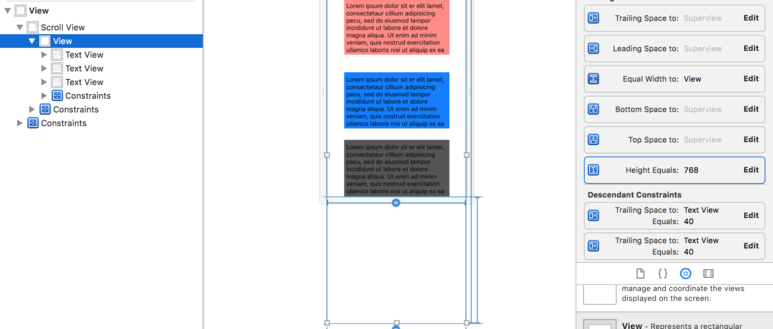 View
Scroll View
View
Text View
Text View
Text View
Constraints
Constraints
Constraints
Lorem ipsum dolor sit er elit lamet,
consectetaur cillium adipisicing
pecu, sed do eiusmod tempor
incididunt ut labore et dolore
magna aliqua. Ut enim ad minim
veniam, quis nostrud exercitation
ullamco laboris nisi ut aliquip ex ea
Lorem ipsum dolor sit er elit lamet,
consectetaur cillium adipisicing
pecu, sed do eiusmod tempor
incididunt ut labore et dolore
magna aliqua. Ut enim ad minim
veniam, quis nostrud exercitation
ullamco laboris nisi ut aliquip ex ea
Lorem ipsum dolor sit er elit lamet,
consectetaur cillium adipisicing
pecu, sed do eiusmod tempor
incididunt ut labore et dolore
magna aliqua. Ut enim ad minim
veniam, quis nostrud exercitation
ullamco laboris nisi ut aliquip ex ea
Trailing Space to: Superview Edit
Leading Space to: Superview Edit
Equal Width to: View Edit
Bottom Space to: Superview Edit
Top Space to: Superview Edit
Height Equals: 768 Edit
Descendant Constraints
Trailing Space to: Text View
Equals: 40 Edit
Trailing Space to: Text View
Equals: 40 Edit
{ }
manage and coordinate the views
displayed on the screen.
View - Represents a rectangular